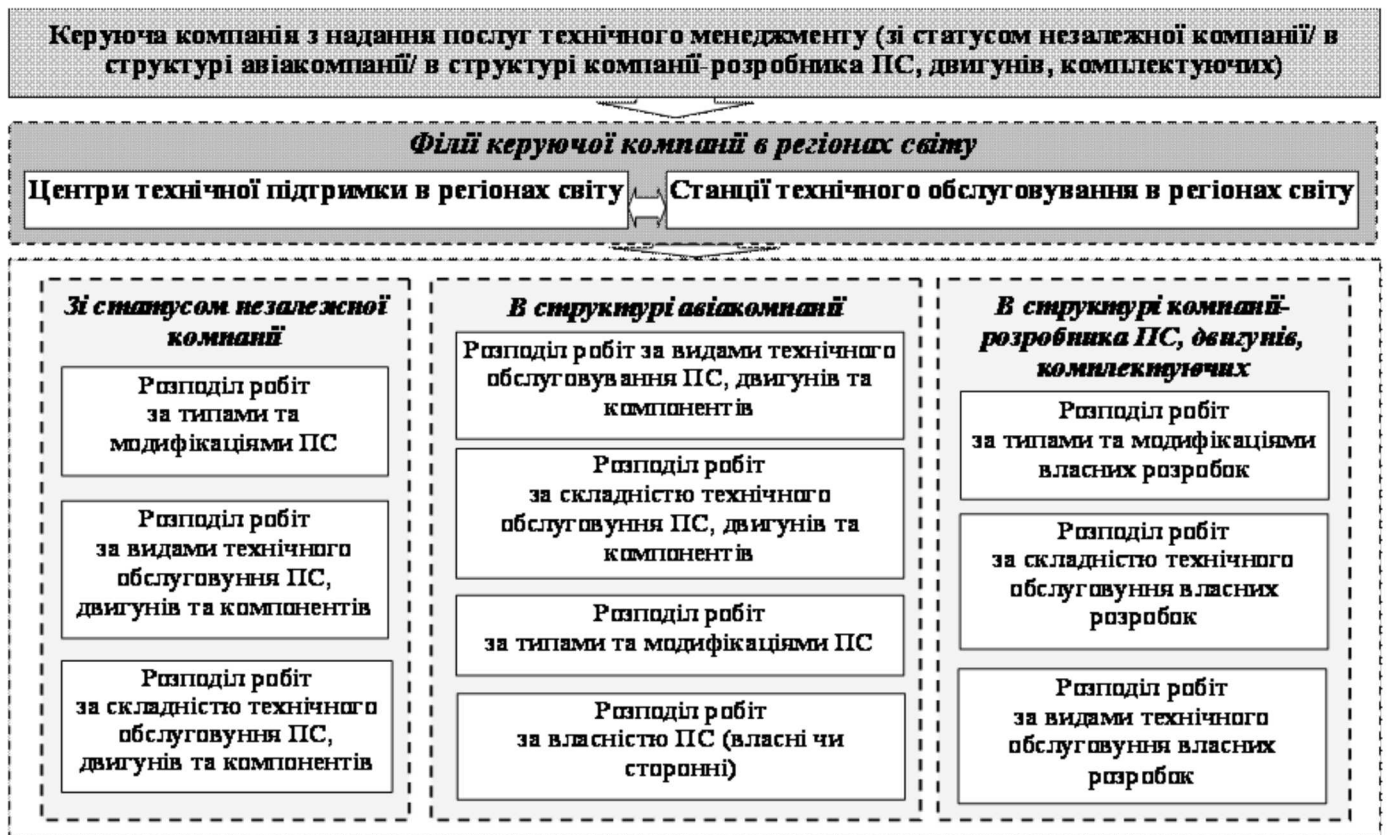 Керуюча компанія з надання послуг технічного менеджменту (зі статусом незалежної компанії/ в
структурі авіакомпанії/ в структурі компанії-розробника ПС, двигунів, комплектуючих)
Філії керуючої компанії в регіонах світу
Центри технічної підтримки в регіонах світу
Станції технічного обслуговування в регіонах світу
Зі статусом незалежної
компанії
Розподіл робіт
за типами та
модифікаціями ПС
Розподіл робіт
за видами технічного
обслуговуння ПС,
двигунів та компонентів
Розподіл робіт
за складністю технічного
обслуговуння ПС,
двигунів та компонентів
В структурі авіакомпанії
Розподіл робіт за видами технічного
обслуговування ПС, двигунів та
компонентів
Розподіл робіт
за складністю технічного
обслуговуння ПС, двигунів та
компонентів
Розподіл робіт
за типами та модифікаціями ПС
Розподіл робіт
за власністю ПС (власні чи
сторонні)
В структурі компанії-
розробника ПС, двигунів,
комплектуючих
Розподіл робіт
за типами та модифікаціями
власних розробок
Розподіл робіт
за складністю технічного
обслуговуння власних
розробок
Розподіл робіт
за видами технічного
обслуговуння власних
розробок